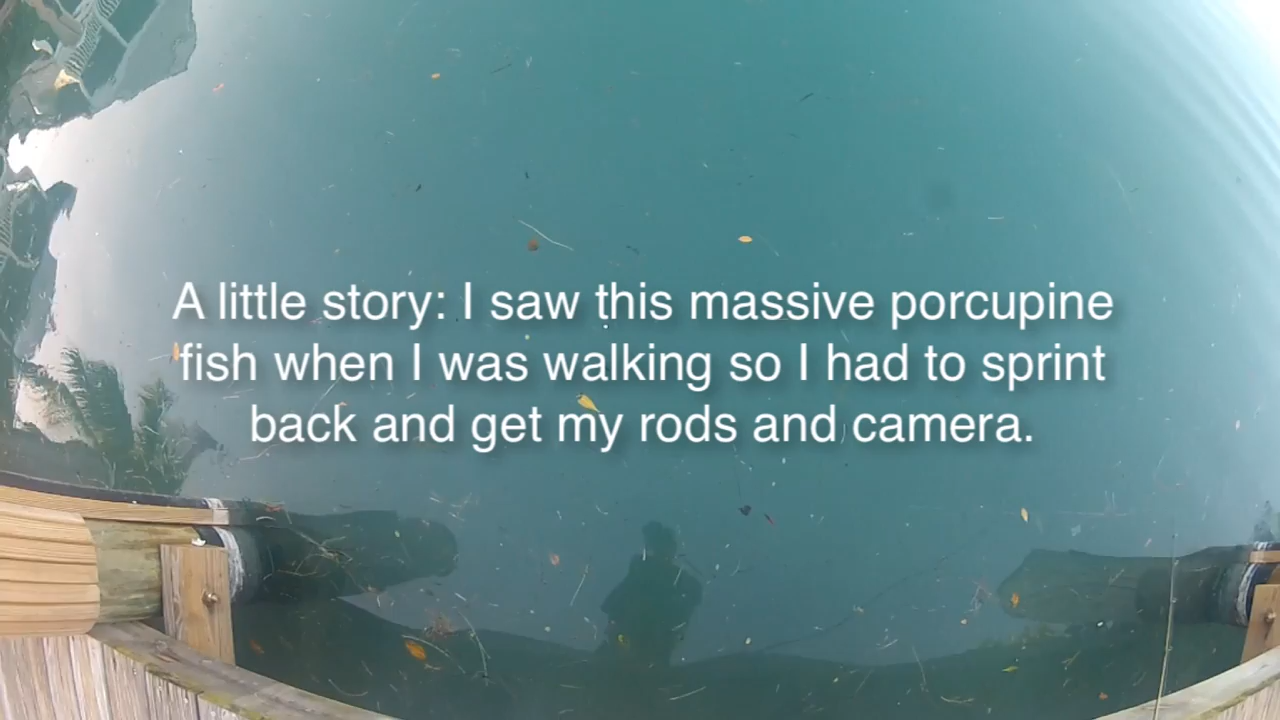 A little story: I saw this massive porcupine
fish when I was walking so I had to sprint
back and get my rods and camera.